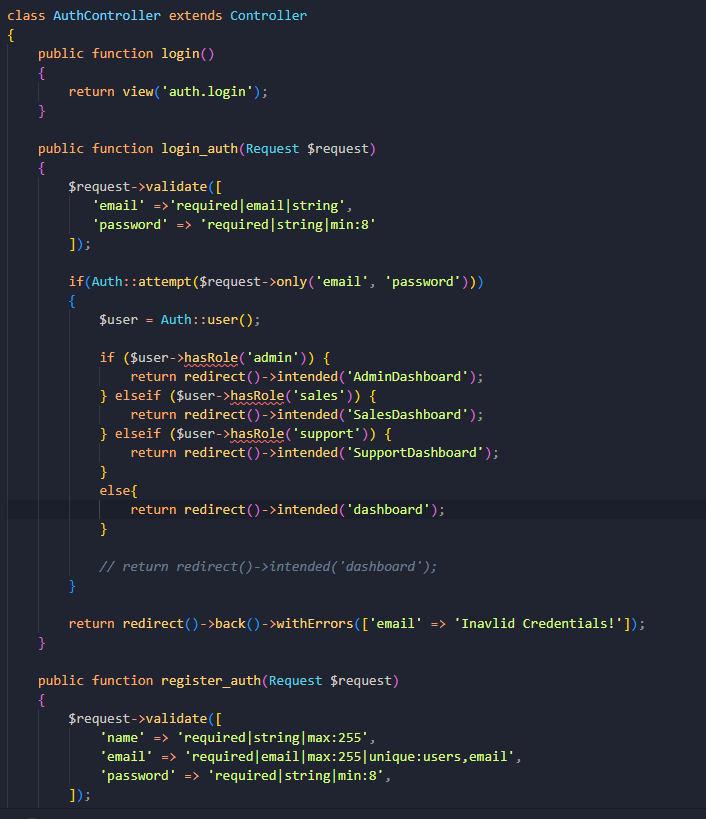 class AuthController extends Controller
{
    public function login()
    {
        return view('auth.login');
    }

    public function login_auth(Request $request)
    {
        $request->validate([
           'email' =>'required|email|string',
           'password' => 'required|string|min:8'
        ]);

        if(Auth::attempt($request->only('email', 'password')))
        {
            $user = Auth::user();

            if ($user->hasRole('admin')) {
                return redirect()->intended('AdminDashboard');
            } elseif ($user->hasRole('sales')) {
                return redirect()->intended('SalesDashboard');
            } elseif ($user->hasRole('support')) {
                return redirect()->intended('SupportDashboard');
            }
            else{
                return redirect()->intended('dashboard');
            }

            // return redirect()->intended('dashboard');
        }

        return redirect()->back()->withErrors(['email' => 'Inavlid Credentials!']);
    }

    public function register_auth(Request $request)
    {
        $request->validate([
            'name' => 'required|string|max:255',
            'email' => 'required|email|max:255|unique:users,email',
            'password' => 'required|string|min:8',
        ]);